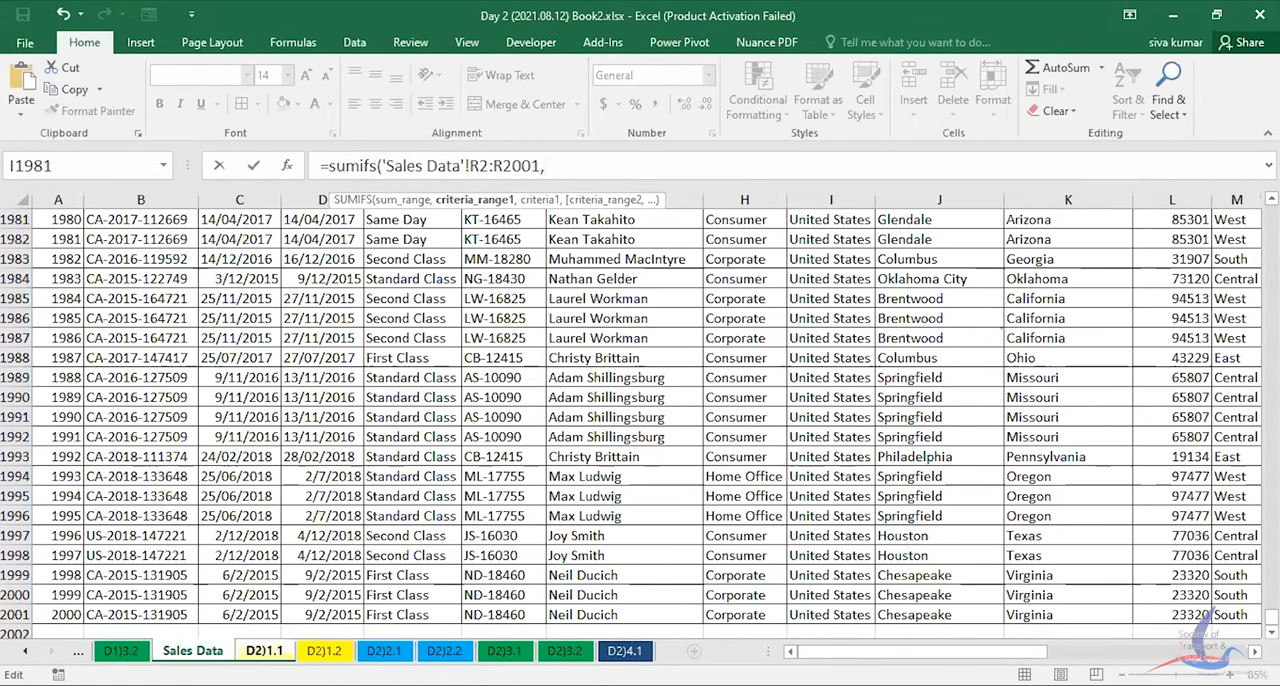 Day 2 (2021.08.12) Book2.xlsx - Excel (Product Activation Failed)
File Home Insert Page Layout Formulas Data Review View Developer Add-Ins Power Pivot Nuance PDF Tell me what you want to do... siva kumar Share
Cut 14 Wrap Text General AutoSum
Copy Fill
Paste Format Painter Merge & Center Conditional Formatting Format as Table Cell Styles Insert Delete Format Clear Sort & Filter Find & Select
Clipboard Font Alignment Number Styles Cells Editing
I1981 =sumifs('Sales Data'!R2:R2001,
SUMIFS(sum_range, criteria_range1, criteria1, [criteria_range2, ...)
A B C D H I J K L M
1981 1980 CA-2017-112669 14/04/2017 14/04/2017 Same Day KT-16465 Kean Takahito Consumer United States Glendale Arizona 85301 West
1982 1981 CA-2017-112669 14/04/2017 14/04/2017 Same Day KT-16465 Kean Takahito Consumer United States Glendale Arizona 85301 West
1983 1982 CA-2016-119592 14/12/2016 16/12/2016 Second Class MM-18280 Muhammed MacIntyre Corporate United States Columbus Georgia 31907 South
1984 1983 CA-2015-122749 3/12/2015 9/12/2015 Standard Class NG-18430 Nathan Gelder Consumer United States Oklahoma City Oklahoma 73120 Central
1985 1984 CA-2015-164721 25/11/2015 27/11/2015 Second Class LW-16825 Laurel Workman Corporate United States Brentwood California 94513 West
1986 1985 CA-2015-164721 25/11/2015 27/11/2015 Second Class LW-16825 Laurel Workman Corporate United States Brentwood California 94513 West
1987 1986 CA-2015-164721 25/11/2015 27/11/2015 Second Class LW-16825 Laurel Workman Corporate United States Brentwood California 94513 West
1988 1987 CA-2017-147417 25/07/2017 27/07/2017 First Class CB-12415 Christy Brittain Consumer United States Columbus Ohio 43229 East
1989 1988 CA-2016-127509 9/11/2016 13/11/2016 Standard Class AS-10090 Adam Shillingsburg Consumer United States Springfield Missouri 65807 Central
1990 1989 CA-2016-127509 9/11/2016 13/11/2016 Standard Class AS-10090 Adam Shillingsburg Consumer United States Springfield Missouri 65807 Central
1991 1990 CA-2016-127509 9/11/2016 13/11/2016 Standard Class AS-10090 Adam Shillingsburg Consumer United States Springfield Missouri 65807 Central
1992 1991 CA-2016-127509 9/11/2016 13/11/2016 Standard Class AS-10090 Adam Shillingsburg Consumer United States Springfield Missouri 65807 Central
1993 1992 CA-2018-111374 24/02/2018 28/02/2018 Standard Class CB-12415 Christy Brittain Consumer United States Philadelphia Pennsylvania 19134 East
1994 1993 CA-2018-133648 25/06/2018 2/7/2018 Standard Class ML-17755 Max Ludwig Home Office United States Springfield Oregon 97477 West
1995 1994 CA-2018-133648 25/06/2018 2/7/2018 Standard Class ML-17755 Max Ludwig Home Office United States Springfield Oregon 97477 West
1996 1995 CA-2018-133648 25/06/2018 2/7/2018 Standard Class ML-17755 Max Ludwig Home Office United States Springfield Oregon 97477 West
1997 1996 US-2018-147221 2/12/2018 4/12/2018 Second Class JS-16030 Joy Smith Consumer United States Houston Texas 77036 Central
1998 1997 US-2018-147221 2/12/2018 4/12/2018 Second Class JS-16030 Joy Smith Consumer United States Houston Texas 77036 Central
1999 1998 CA-2015-131905 6/2/2015 9/2/2015 First Class ND-18460 Neil Ducich Corporate United States Chesapeake Virginia 23320 South
2000 1999 CA-2015-131905 6/2/2015 9/2/2015 First Class ND-18460 Neil Ducich Corporate United States Chesapeake Virginia 23320 South
2001 2000 CA-2015-131905 6/2/2015 9/2/2015 First Class ND-18460 Neil Ducich Corporate United States Chesapeake Virginia 23320 South
2002
... D1)3.2 Sales Data D2)1.1 D2)1.2 D2)2.1 D2)2.2 D2)3.1 D2)3.2 D2)4.1
Society of
Transport &
Edit 85%